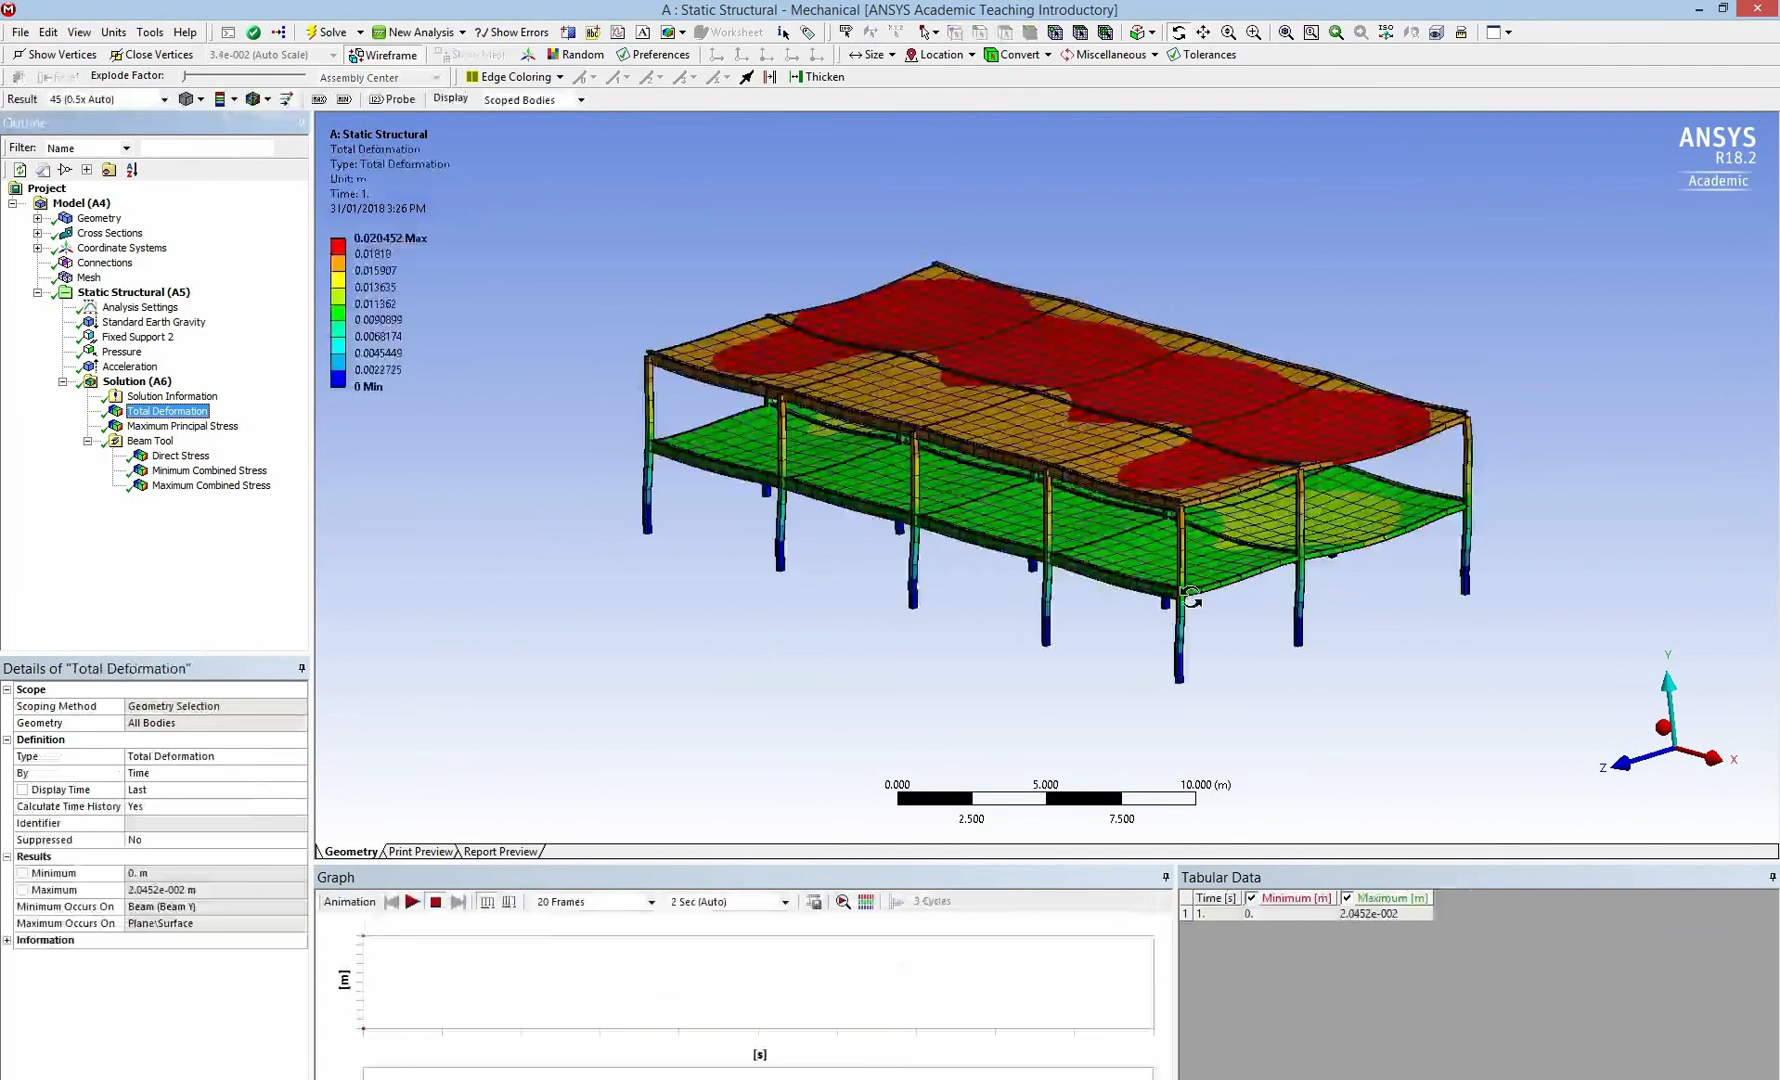 A : Static Structural - Mechanical [ANSYS Academic Teaching Introductory]
File Edit View Units Tools Help Solve New Analysis ?/ Show Errors Worksheet
Show Vertices Close Vertices 3.4e-002 (Auto Scale) Wireframe Show Mesh Random Preferences Size Location Convert Miscellaneous Tolerances
Explode Factor: Assembly Center Edge Coloring Thicken
Result 45 (0.5x Auto) MAX MIN Probe Display Scoped Bodies
Outline
Filter: Name
Project
Model (A4)
Geometry
Cross Sections
Coordinate Systems
Connections
Mesh
Static Structural (A5)
Analysis Settings
Standard Earth Gravity
Fixed Support 2
Pressure
Acceleration
Solution (A6)
Solution Information
Total Deformation
Maximum Principal Stress
Beam Tool
Direct Stress
Minimum Combined Stress
Maximum Combined Stress
A: Static Structural
Total Deformation
Type: Total Deformation
Unit: m
Time: 1.
31/01/2018 3:26 PM
0.020452 Max
0.01818
0.015907
0.013635
0.011362
0.0090899
0.0068174
0.0045449
0.0022725
0 Min
ANSYS
R18.2
Academic
Y
Z
X
0.000 5.000 10.000 (m)
2.500 7.500
Details of "Total Deformation"
Scope
Scoping Method Geometry Selection
Geometry All Bodies
Definition
Type Total Deformation
By Time
Display Time Last
Calculate Time History Yes
Identifier
Suppressed No
Results
Minimum 0. m
Maximum 2.0452e-002 m
Minimum Occurs On Beam (Beam Y)
Maximum Occurs On Plane\Surface
Information
Geometry Print Preview Report Preview
Graph
Animation 20 Frames 2 Sec (Auto) 3 Cycles
[m]
[s]
Tabular Data
Time [s] Minimum [m] Maximum [m]
1 1. 0. 2.0452e-002